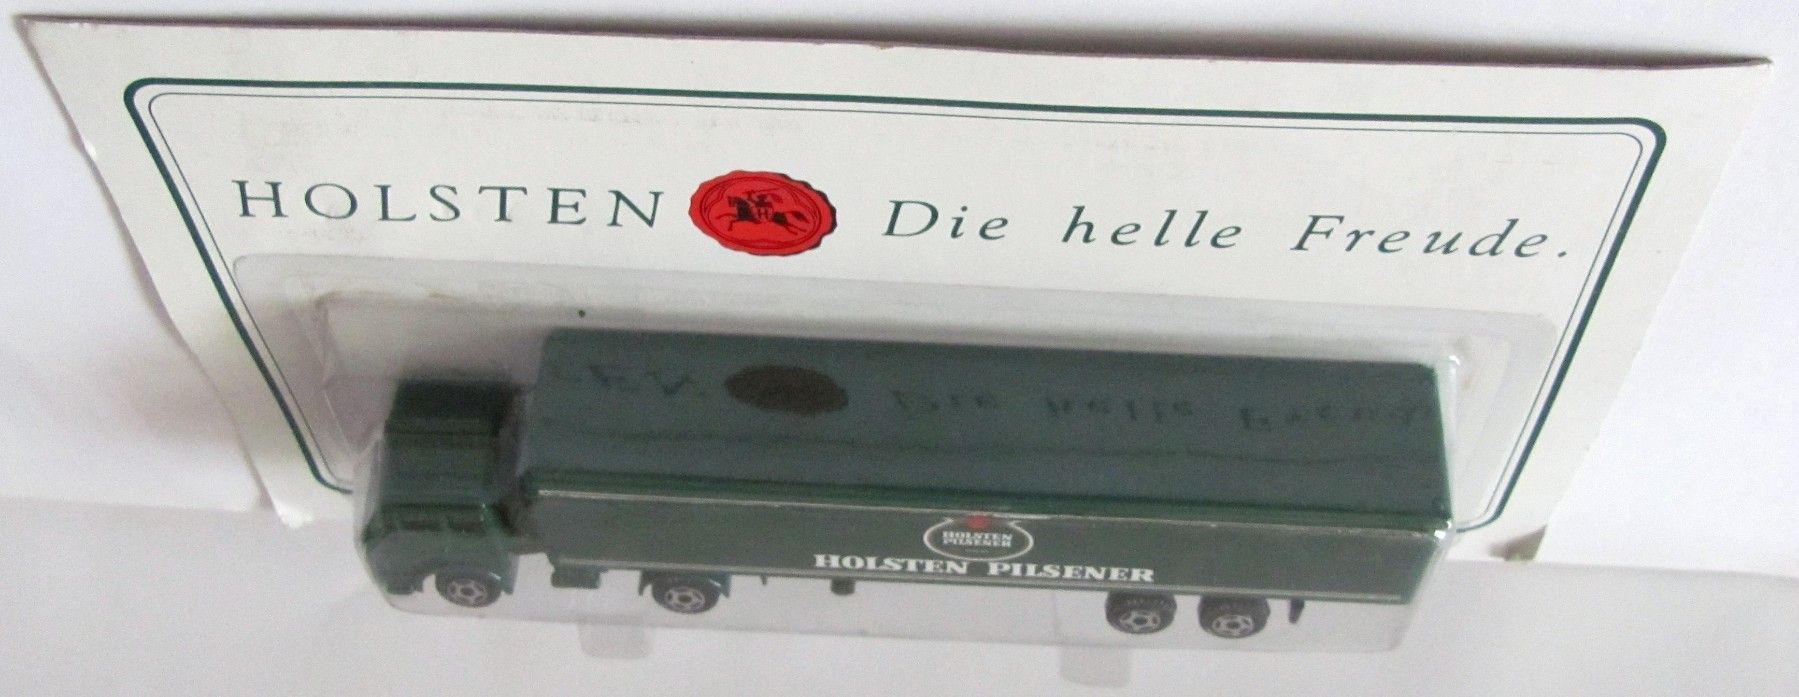 HOLSTEN H Die helle Freude.
HOLSTEN
PILSENER
HOLSTEN PILSENER